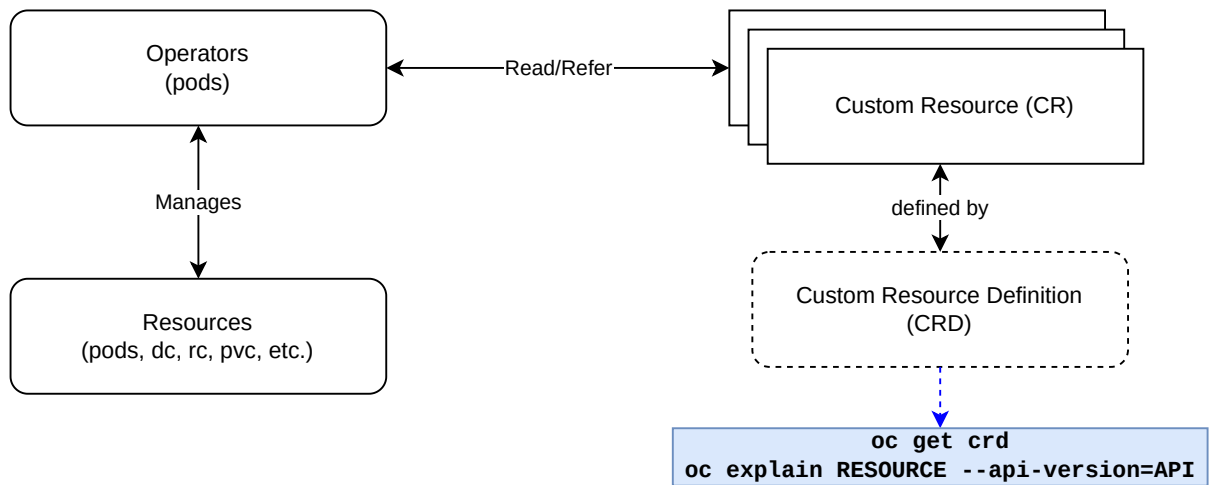 Operators
(pods)
Read/Refer
Custom Resource (CR)
Manages
defined by
Resources
(pods, dc, rc, pvc, etc.)
Custom Resource Definition
(CRD)
oc get crd
oc explain RESOURCE --api-version=API